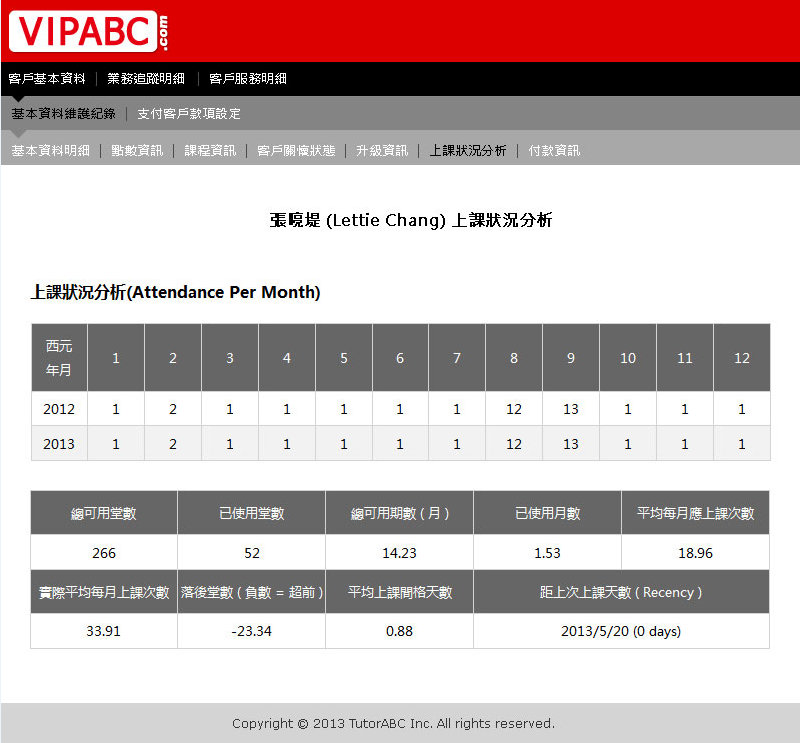 VIPABC.com
客戶基本資料 | 業務追蹤明細 | 客戶服務明細
基本資料維護紀錄 | 支付客戶款項設定
基本資料明細 | 點數資訊 | 課程資訊 | 客戶關懷狀態 | 升級資訊 | 上課狀況分析 | 付款資訊
張嘵堤 (Lettie Chang) 上課狀況分析
上課狀況分析(Attendance Per Month)
西元年月 1 2 3 4 5 6 7 8 9 10 11 12
2012 1 2 1 1 1 1 1 12 13 1 1 1
2013 1 2 1 1 1 1 1 12 13 1 1 1
總可用堂數 已使用堂數 總可用期數 ( 月 ) 已使用月數 平均每月應上課次數
266 52 14.23 1.53 18.96
實際平均每月上課次數 落後堂數 ( 負數 = 超前 ) 平均上課間格天數 距上次上課天數 ( Recency )
33.91 -23.34 0.88 2013/5/20 (0 days)
Copyright © 2013 TutorABC Inc. All rights reserved.